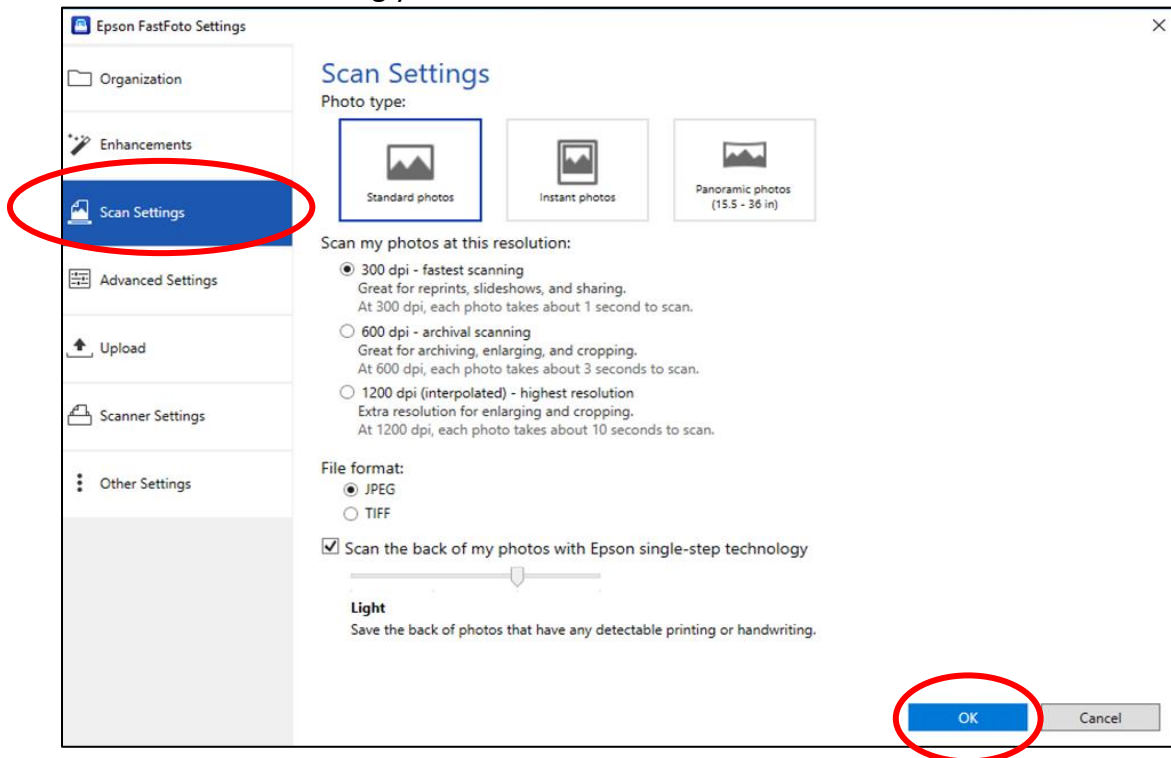 Epson FastFoto Settings
Organization
Enhancements
Scan Settings
Advanced Settings
Upload
Scanner Settings
Other Settings
Scan Settings
Photo type:
Standard photos
Instant photos
Panoramic photos
(15.5 - 36 in)
Scan my photos at this resolution:
300 dpi - fastest scanning
Great for reprints, slideshows, and sharing.
At 300 dpi, each photo takes about 1 second to scan.
600 dpi - archival scanning
Great for archiving, enlarging, and cropping.
At 600 dpi, each photo takes about 3 seconds to scan.
1200 dpi (interpolated) - highest resolution
Extra resolution for enlarging and cropping.
At 1200 dpi, each photo takes about 10 seconds to scan.
File format:
JPEG
TIFF
Scan the back of my photos with Epson single-step technology
Light
Save the back of photos that have any detectable printing or handwriting.
OK
Cancel